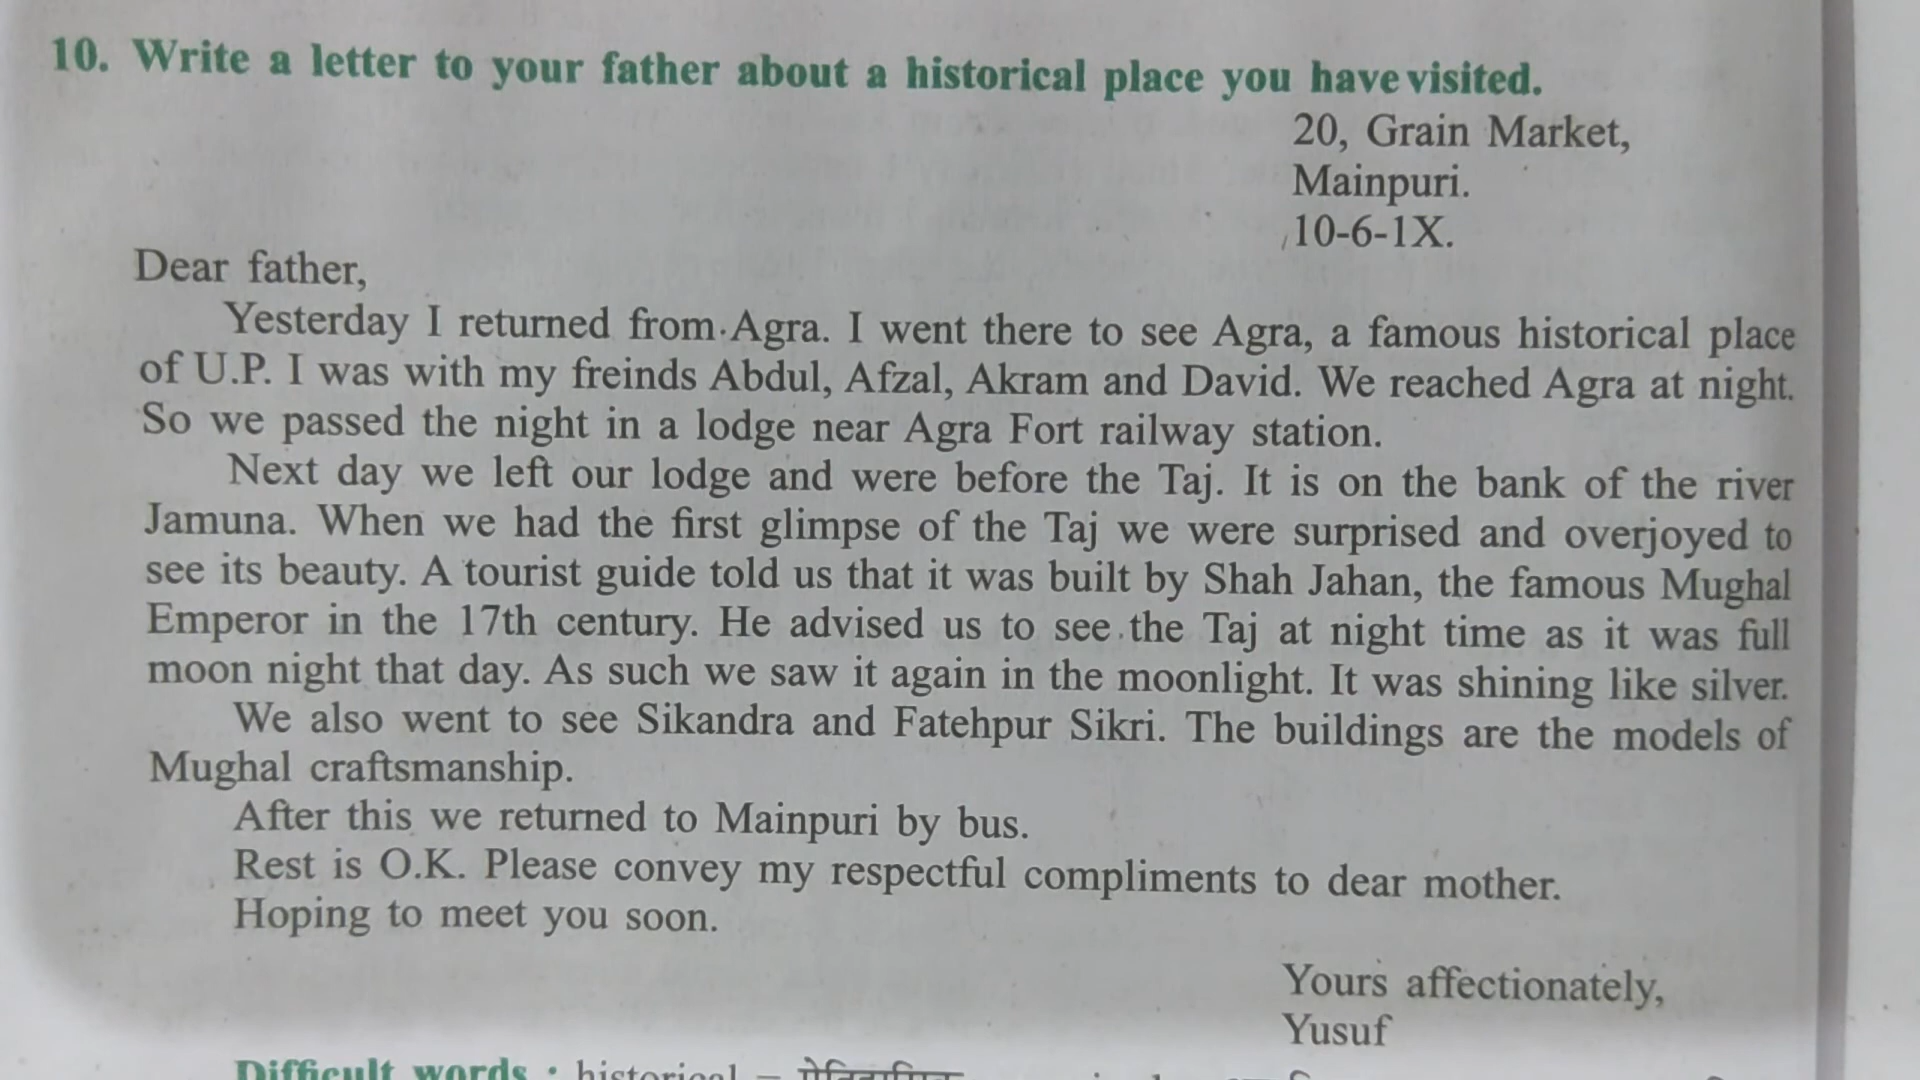 10. Write a letter to your father about a historical place you have visited.
20, Grain Market,
Mainpuri.
10-6-1X.
Dear father,
Yesterday I returned from Agra. I went there to see Agra, a famous historical place
of U.P. I was with my freinds Abdul, Afzal, Akram and David. We reached Agra at night.
So we passed the night in a lodge near Agra Fort railway station.
Next day we left our lodge and were before the Taj. It is on the bank of the river
Jamuna. When we had the first glimpse of the Taj we were surprised and overjoyed to
see its beauty. A tourist guide told us that it was built by Shah Jahan, the famous Mughal
Emperor in the 17th century. He advised us to see the Taj at night time as it was full
moon night that day. As such we saw it again in the moonlight. It was shining like silver.
We also went to see Sikandra and Fatehpur Sikri. The buildings are the models of
Mughal craftsmanship.
After this we returned to Mainpuri by bus.
Rest is O.K. Please convey my respectful compliments to dear mother.
Hoping to meet you soon.
Yours affectionately,
Yusuf
Difficult words : historical –